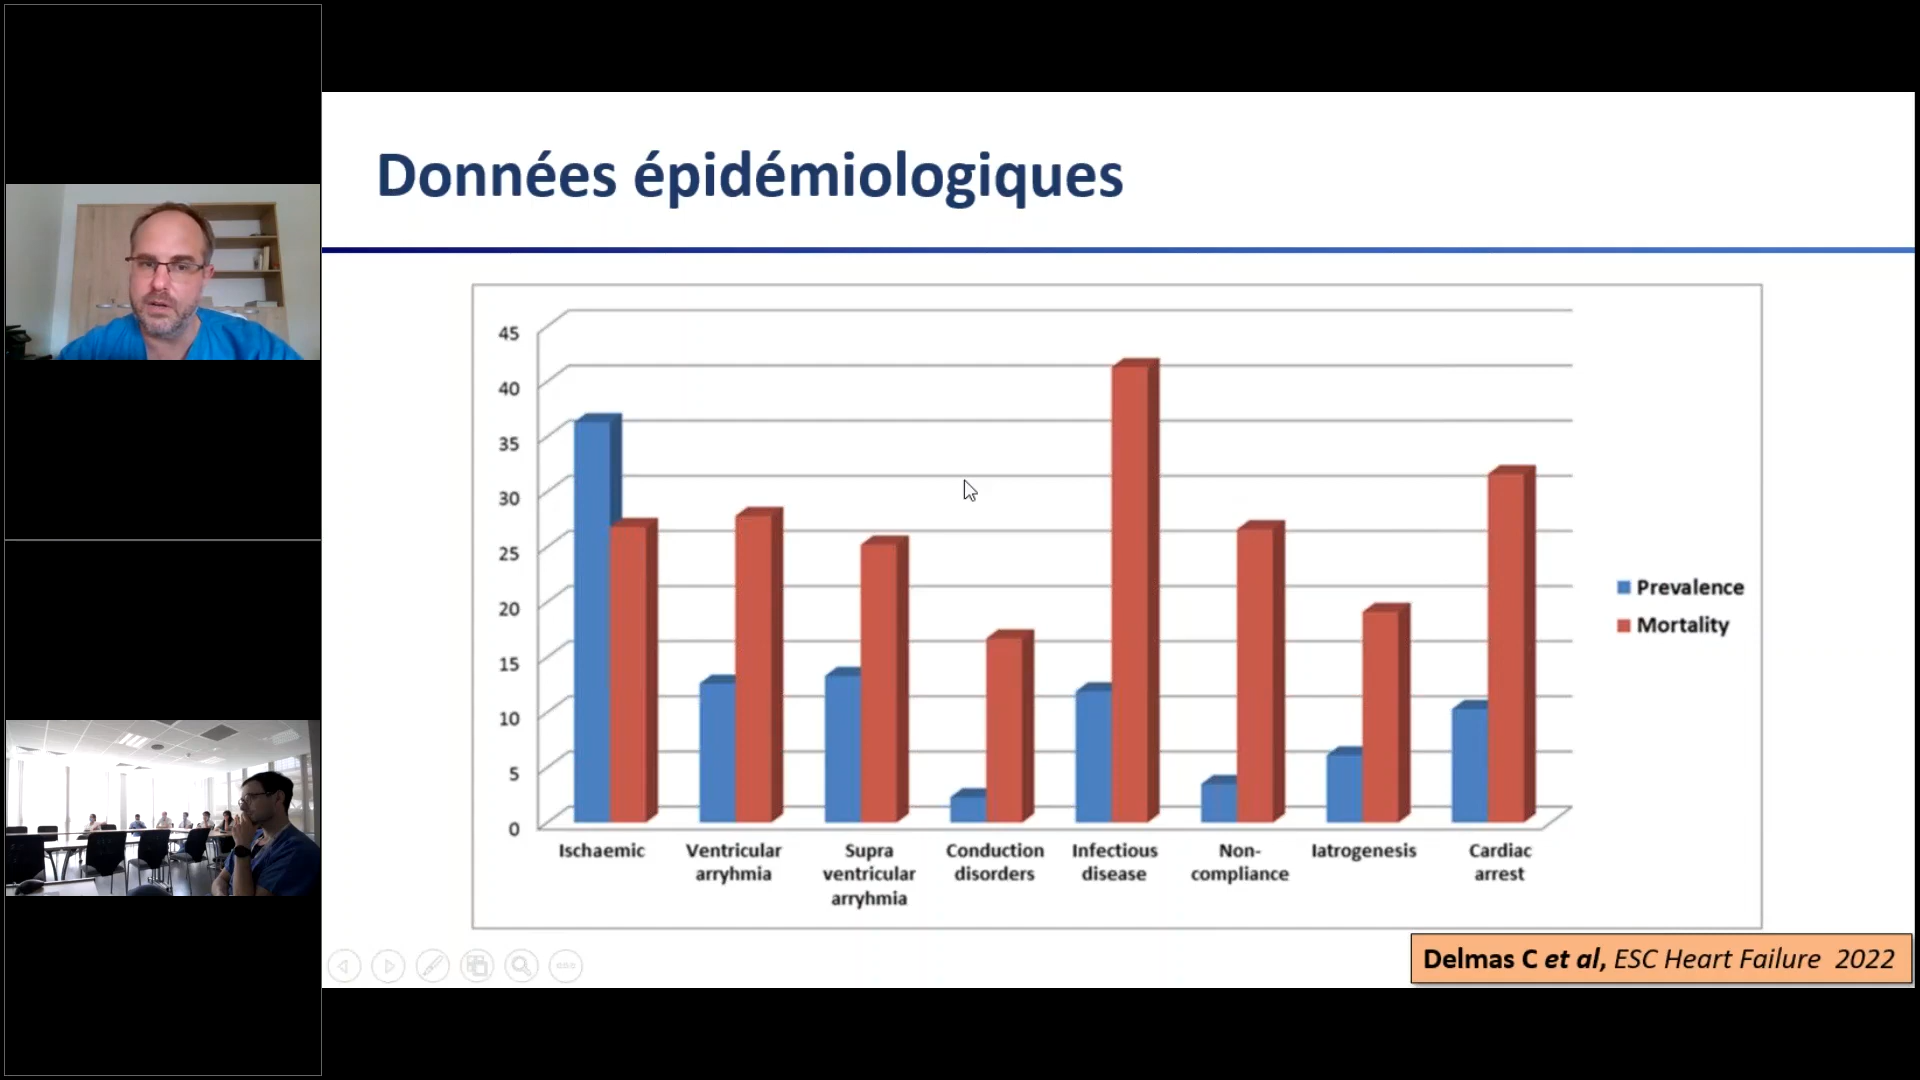 Données épidémiologiques
45
40
35
30
25
20
15
10
5
0
Ischaemic
Ventricular
arryhmia
Supra
ventricular
arryhmia
Conduction
disorders
Infectious
disease
Non-
compliance
Iatrogenesis
Cardiac
arrest
Prevalence
Mortality
Delmas C et al, ESC Heart Failure 2022